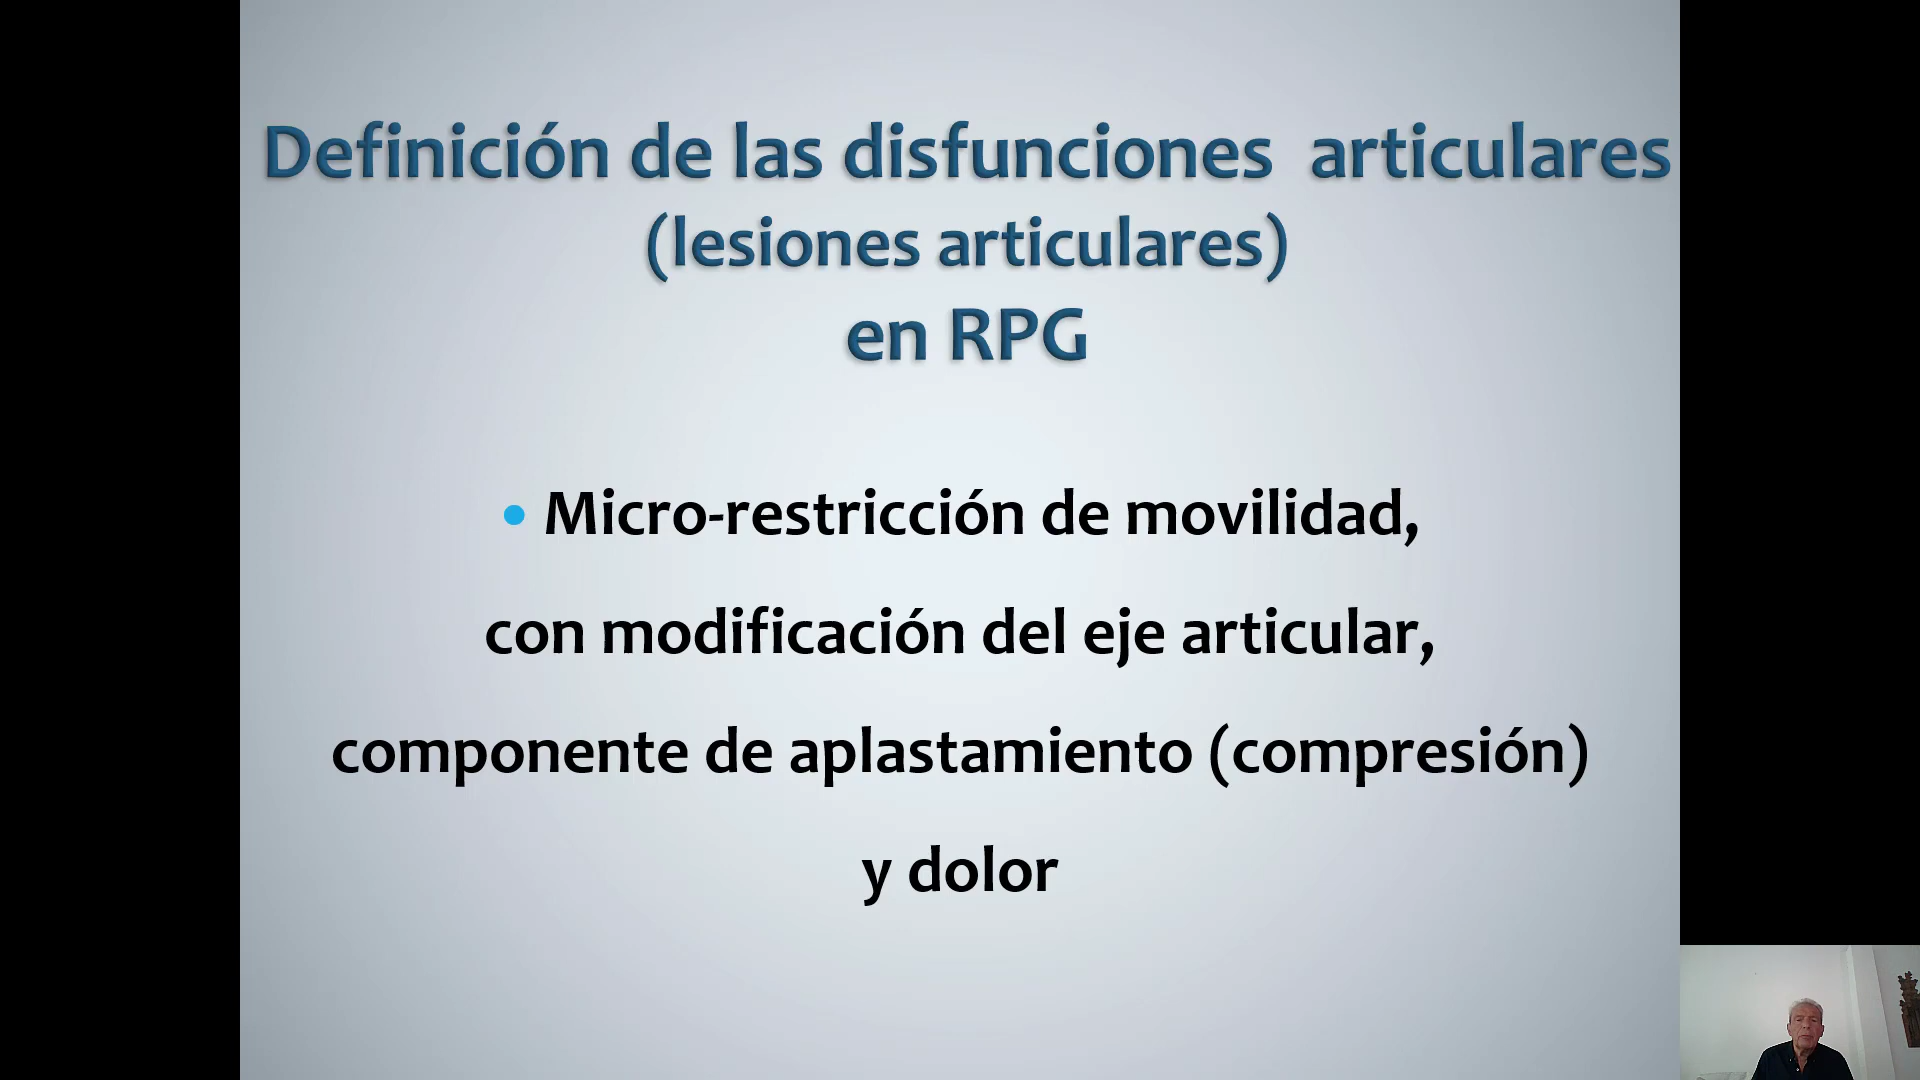 Definición de las disfunciones articulares
(lesiones articulares)
en RPG
• Micro-restricción de movilidad,
con modificación del eje articular,
componente de aplastamiento (compresión)
y dolor